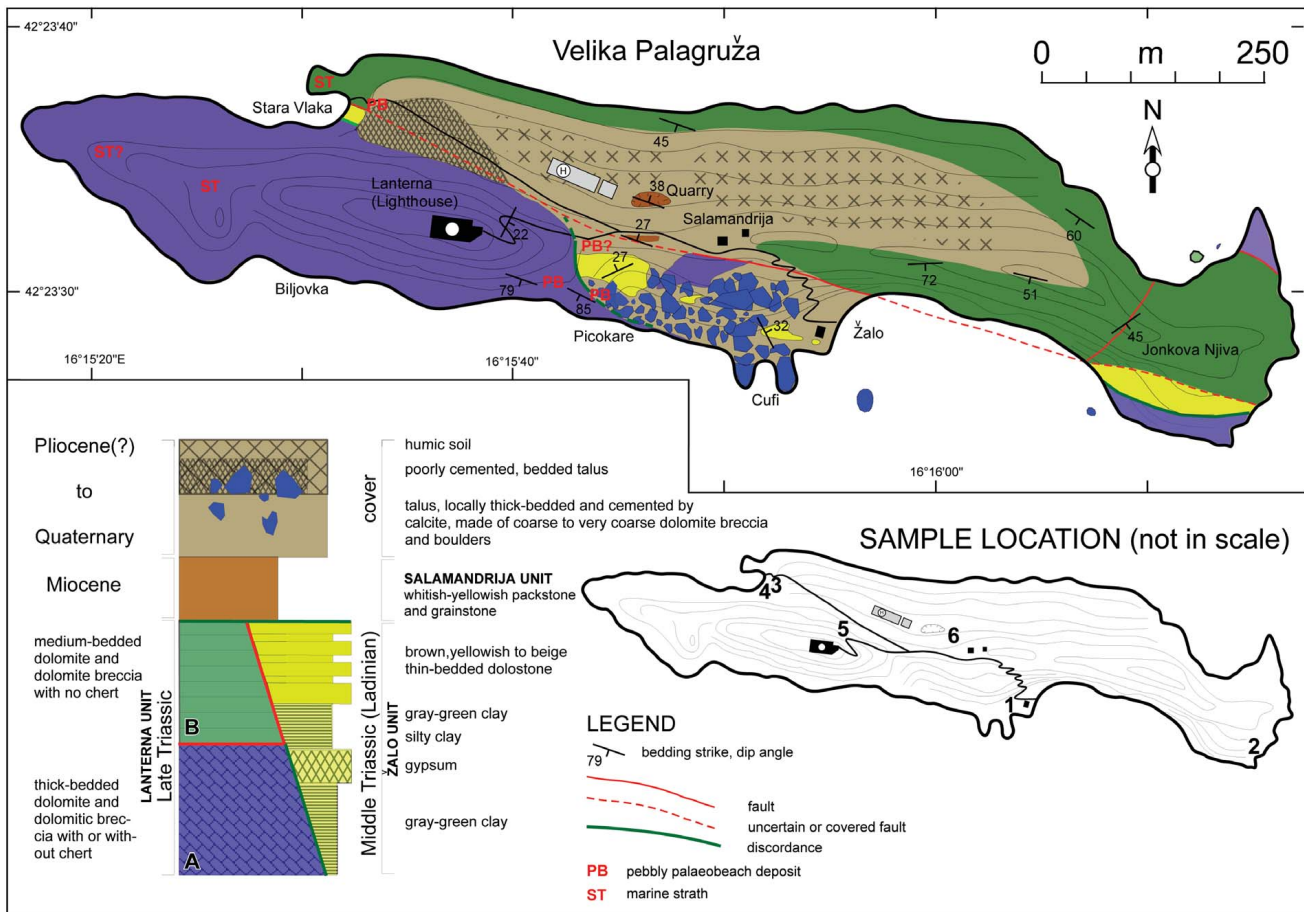 42°23'40"
Velika Palagruža
0 m 250
N
ST
Stara Vlaka
PB
45
ST?
ST
H
Lanterna
(Lighthouse)
38
Quarry
22
27
Salamandrija
PB?
60
27
72
51
42°23'30"
Biljovka
79
PB
PB
85
Picokare
32
Žalo
45
Jonkova Njiva
16°15'20"E
16°15'40"
Cufi
16°16'00"
Pliocene(?)
to
Quaternary
cover
humic soil
poorly cemented, bedded talus
talus, locally thick-bedded and cemented by
calcite, made of coarse to very coarse dolomite breccia
and boulders
Miocene
SALAMANDRIJA UNIT
whitish-yellowish packstone
and grainstone
medium-bedded
dolomite and
dolomite breccia
with no chert
LANTERNA UNIT
Late Triassic
B
thick-bedded
dolomite and
dolomitic brec-
cia with or with-
out chert
A
Middle Triassic (Ladinian)
ŽALO UNIT
brown,yellowish to beige
thin-bedded dolostone
gray-green clay
silty clay
gypsum
gray-green clay
SAMPLE LOCATION (not in scale)
4 3
5
6
1
2
LEGEND
79
bedding strike, dip angle
fault
uncertain or covered fault
discordance
PB pebbly palaeobeach deposit
ST marine strath